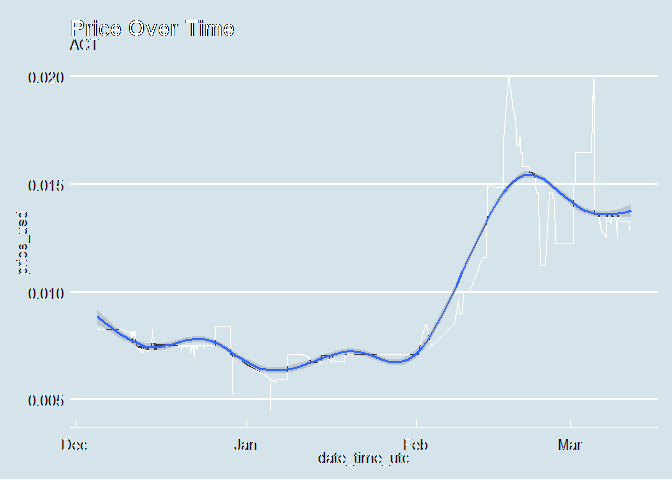 Price Over Time
ACT
0.020
0.015
0.010
0.005
price_usd
Dec Jan Feb Mar
date_time_utc